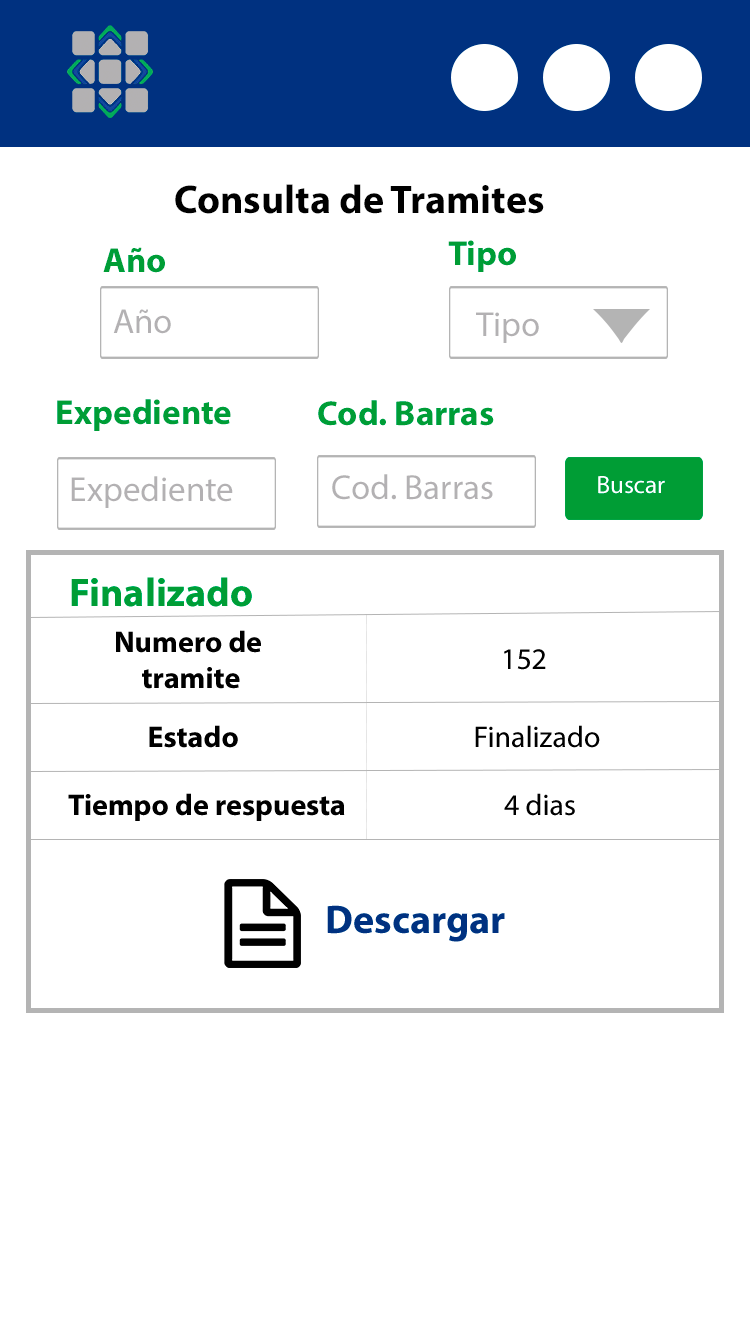 Consulta de Tramites
Año
Tipo
Año
Tipo
Expediente
Cod. Barras
Expediente
Cod. Barras
Buscar
Finalizado
Numero de
tramite
152
Estado
Finalizado
Tiempo de respuesta
4 dias
Descargar